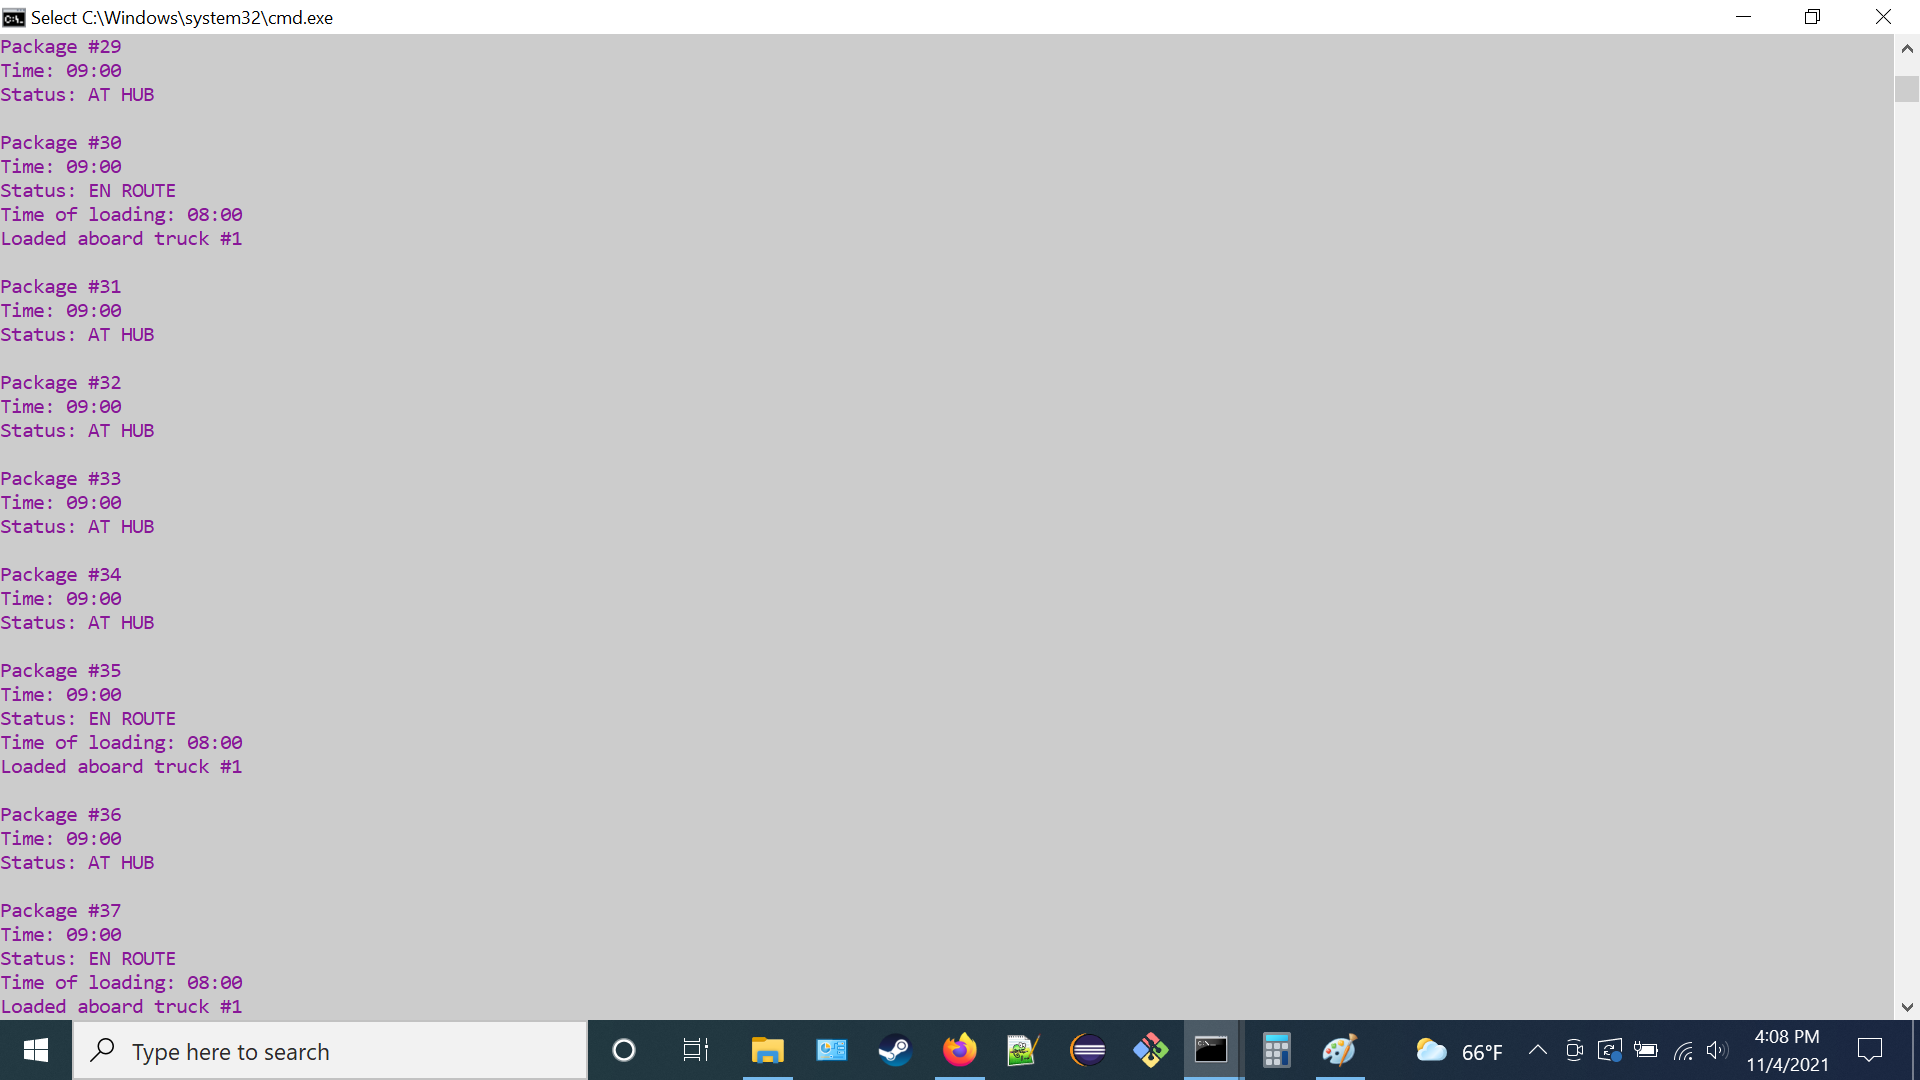 Select C:\Windows\system32\cmd.exe
Package #29
Time: 09:00
Status: AT HUB

Package #30
Time: 09:00
Status: EN ROUTE
Time of loading: 08:00
Loaded aboard truck #1

Package #31
Time: 09:00
Status: AT HUB

Package #32
Time: 09:00
Status: AT HUB

Package #33
Time: 09:00
Status: AT HUB

Package #34
Time: 09:00
Status: AT HUB

Package #35
Time: 09:00
Status: EN ROUTE
Time of loading: 08:00
Loaded aboard truck #1

Package #36
Time: 09:00
Status: AT HUB

Package #37
Time: 09:00
Status: EN ROUTE
Time of loading: 08:00
Loaded aboard truck #1
Type here to search
66°F
4:08 PM
11/4/2021